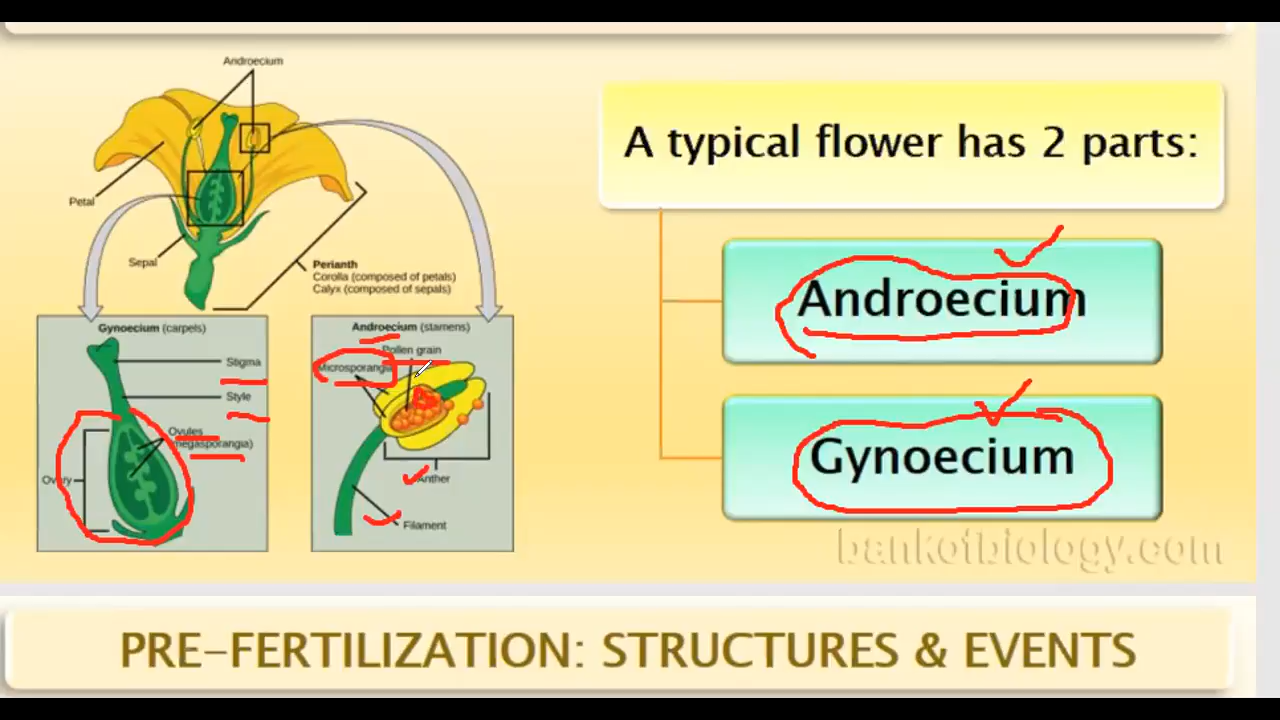 Androecium
Petal
Sepal
Perianth
Corolla (composed of petals)
Calyx (composed of sepals)
Gynoecium (carpels)
Stigma
Style
Ovules
(megasporangia)
Ovary
Androecium (stamens)
Pollen grain
Microsporangia
Anther
Filament
A typical flower has 2 parts:
Androecium
Gynoecium
bankofbiology.com
PRE-FERTILIZATION: STRUCTURES & EVENTS